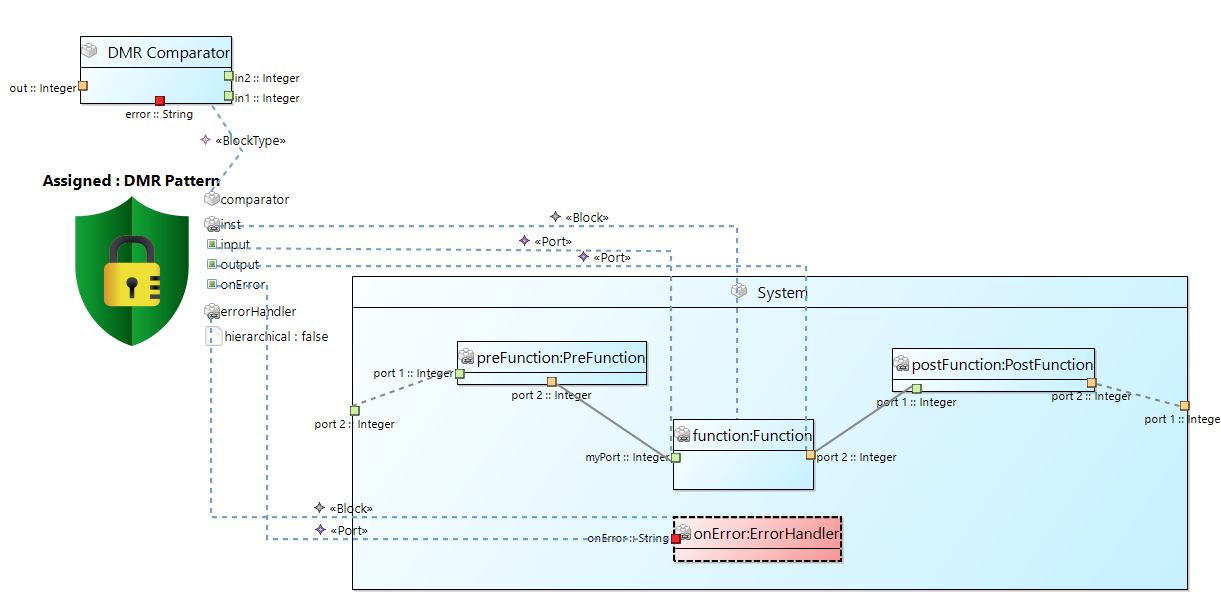 DMR Comparator
in2 :: Integer
out :: Integer
in1 :: Integer
error :: String
«BlockType»
Assigned : DMR Pattern
comparator
inst
«Block»
input
«Port»
output
«Port»
onError
errorHandler
hierarchical : false
System
preFunction:PreFunction
port 1 :: Integer
port 2 :: Integer
port 2 :: Integer
postFunction:PostFunction
port 1 :: Integer
port 2 :: Integer
port 1 :: Intege
function:Function
myPort :: Integer
port 2 :: Integer
«Block»
«Port»
onError :: String
onError:ErrorHandler